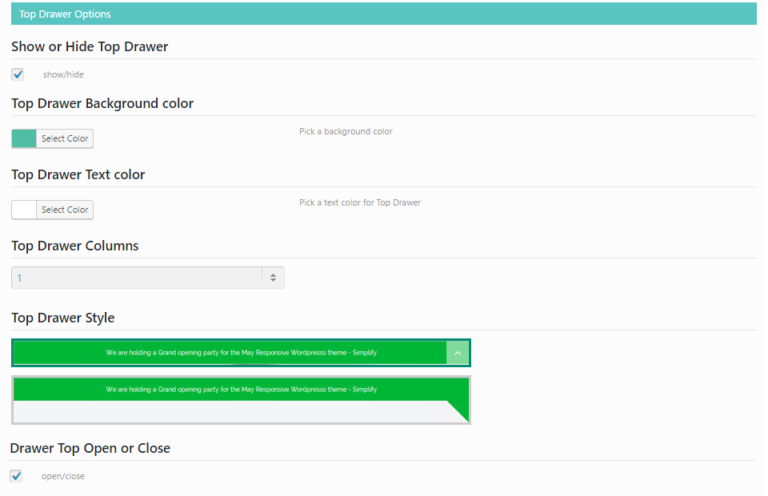 Top Drawer Options
Show or Hide Top Drawer
show/hide
Top Drawer Background color
Select Color
Pick a background color
Top Drawer Text color
Select Color
Pick a text color for Top Drawer
Top Drawer Columns
1
Top Drawer Style
We are holding a Grand opening party for the May Responsive Wordpresss theme - Simplify
We are holding a Grand opening party for the May Responsive Wordpresss theme - Simplify
Drawer Top Open or Close
open/close